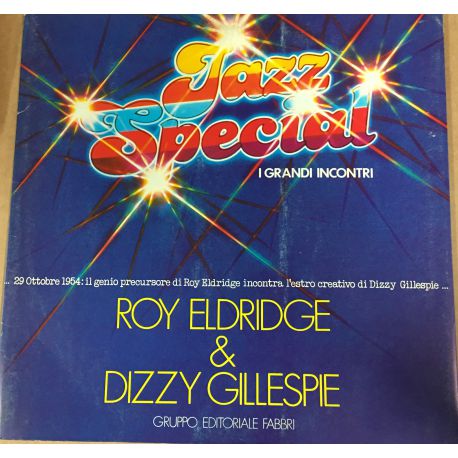 Jazz
Special
I GRANDI INCONTRI
... 29 Ottobre 1954: il genio precursore di Roy Eldridge incontra l'estro creativo di Dizzy Gillespie ...
ROY ELDRIDGE
&
DIZZY GILLESPIE
GRUPPO EDITORIALE FABBRI